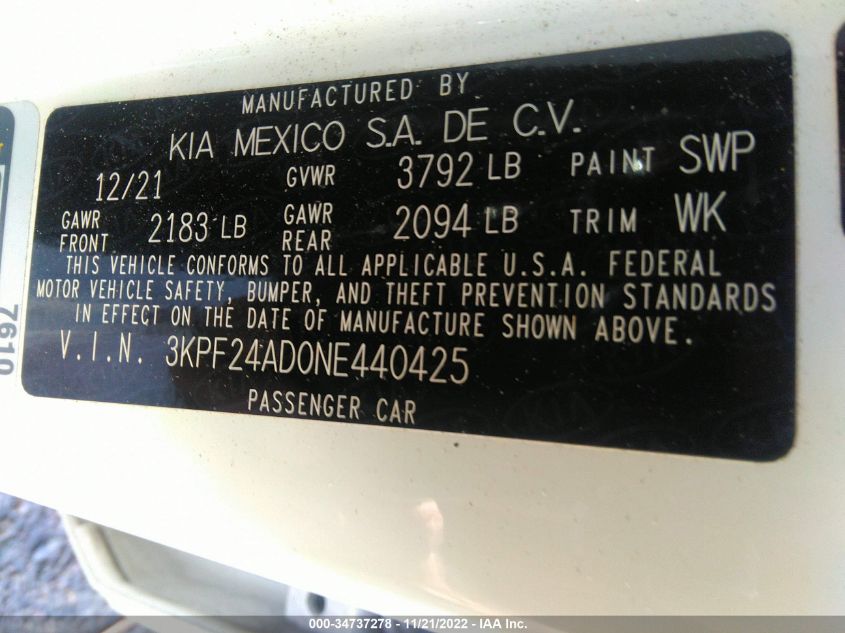 MANUFACTURED BY
KIA MEXICO S.A. DE C.V.
12/21 GVWR 3792 LB PAINT SWP
GAWR FRONT 2183 LB GAWR REAR 2094 LB TRIM WK
THIS VEHICLE CONFORMS TO ALL APPLICABLE U.S.A. FEDERAL
MOTOR VEHICLE SAFETY, BUMPER, AND THEFT PREVENTION STANDARDS
IN EFFECT ON THE DATE OF MANUFACTURE SHOWN ABOVE.
V.I.N. 3KPF24AD0NE440425
PASSENGER CAR
7610
000-34737278 - 11/21/2022 - IAA Inc.